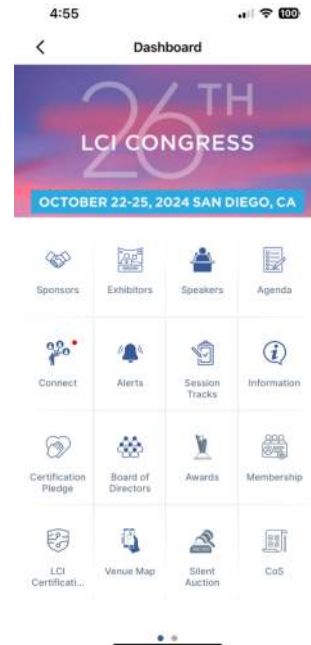 4:55
100
Dashboard
26TH
LCI CONGRESS
OCTOBER 22-25, 2024 SAN DIEGO, CA
Sponsors
Exhibitors
Speakers
Agenda
Connect
Alerts
Session
Tracks
Information
Certification
Pledge
Board of
Directors
Awards
Membership
LCI
Certificati...
Venue Map
Silent
Auction
CoS